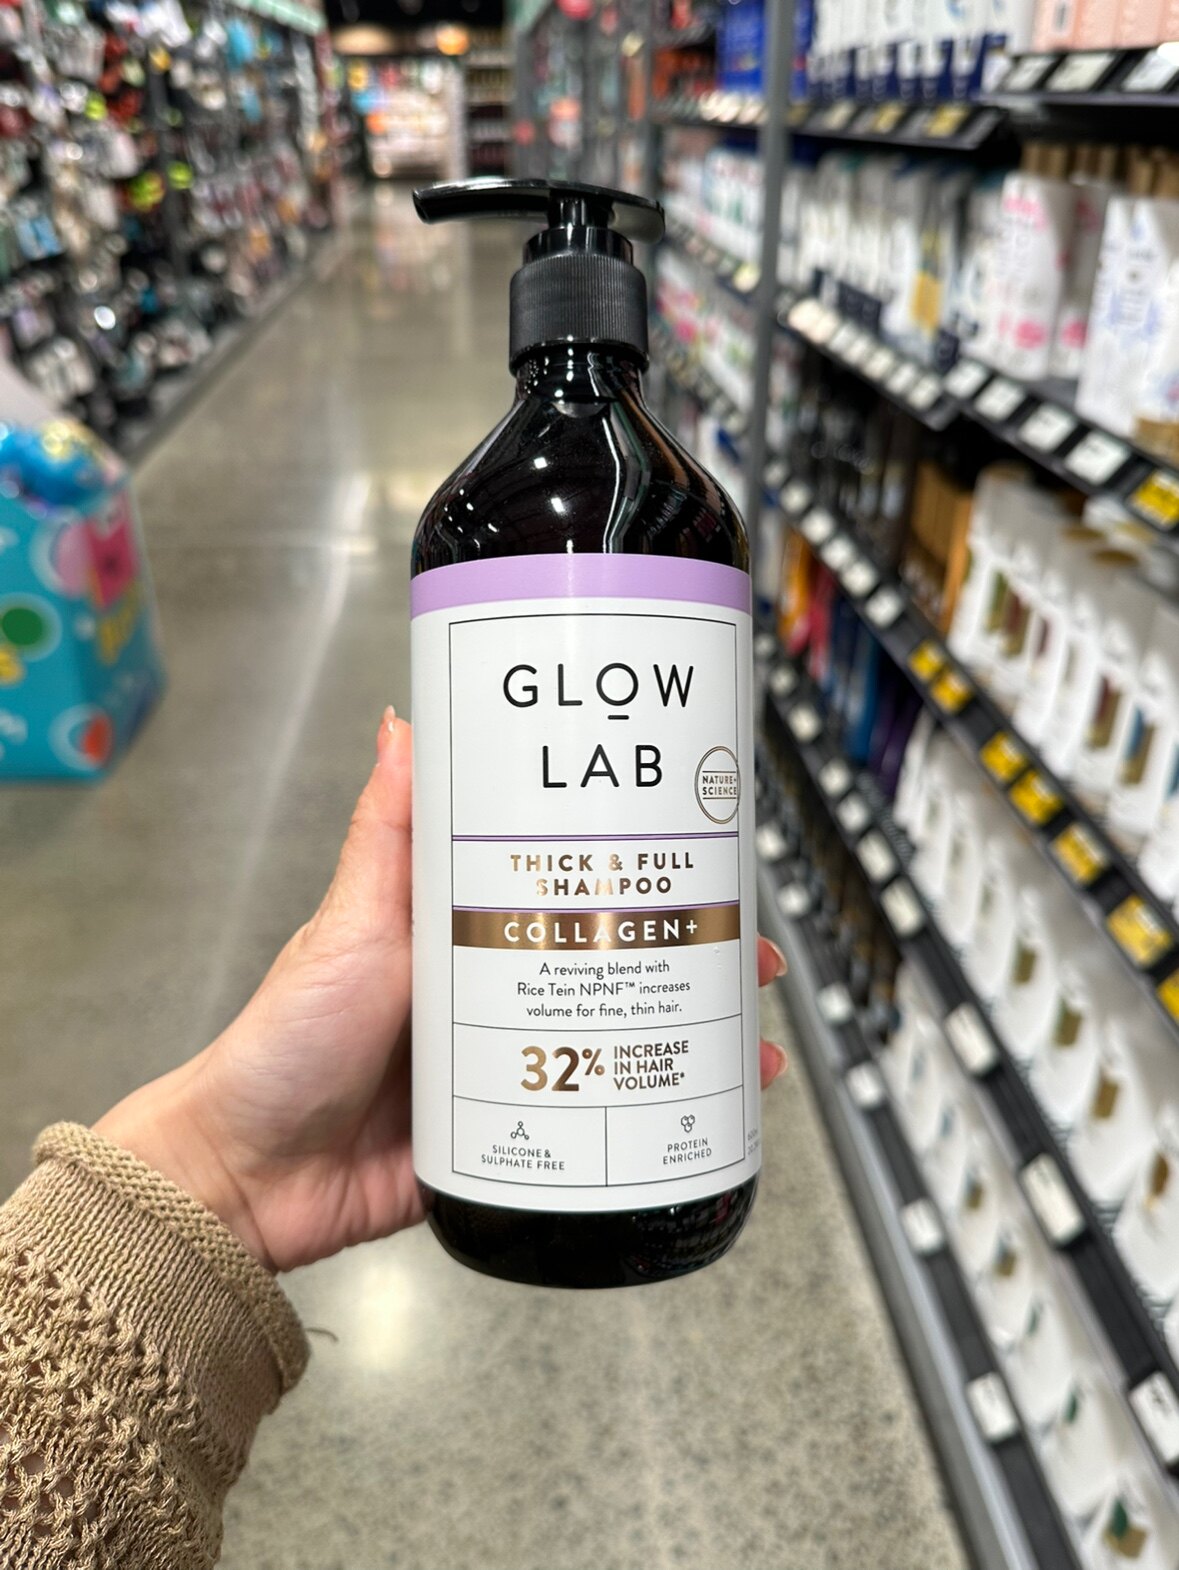 GLOW
LAB
NATURE+
SCIENCE
THICK & FULL
SHAMPOO
COLLAGEN+
A reviving blend with
Rice Tein NPNF™ increases
volume for fine, thin hair.
32% INCREASE
IN HAIR
VOLUME*
SILICONE &
SULPHATE FREE
PROTEIN
ENRICHED